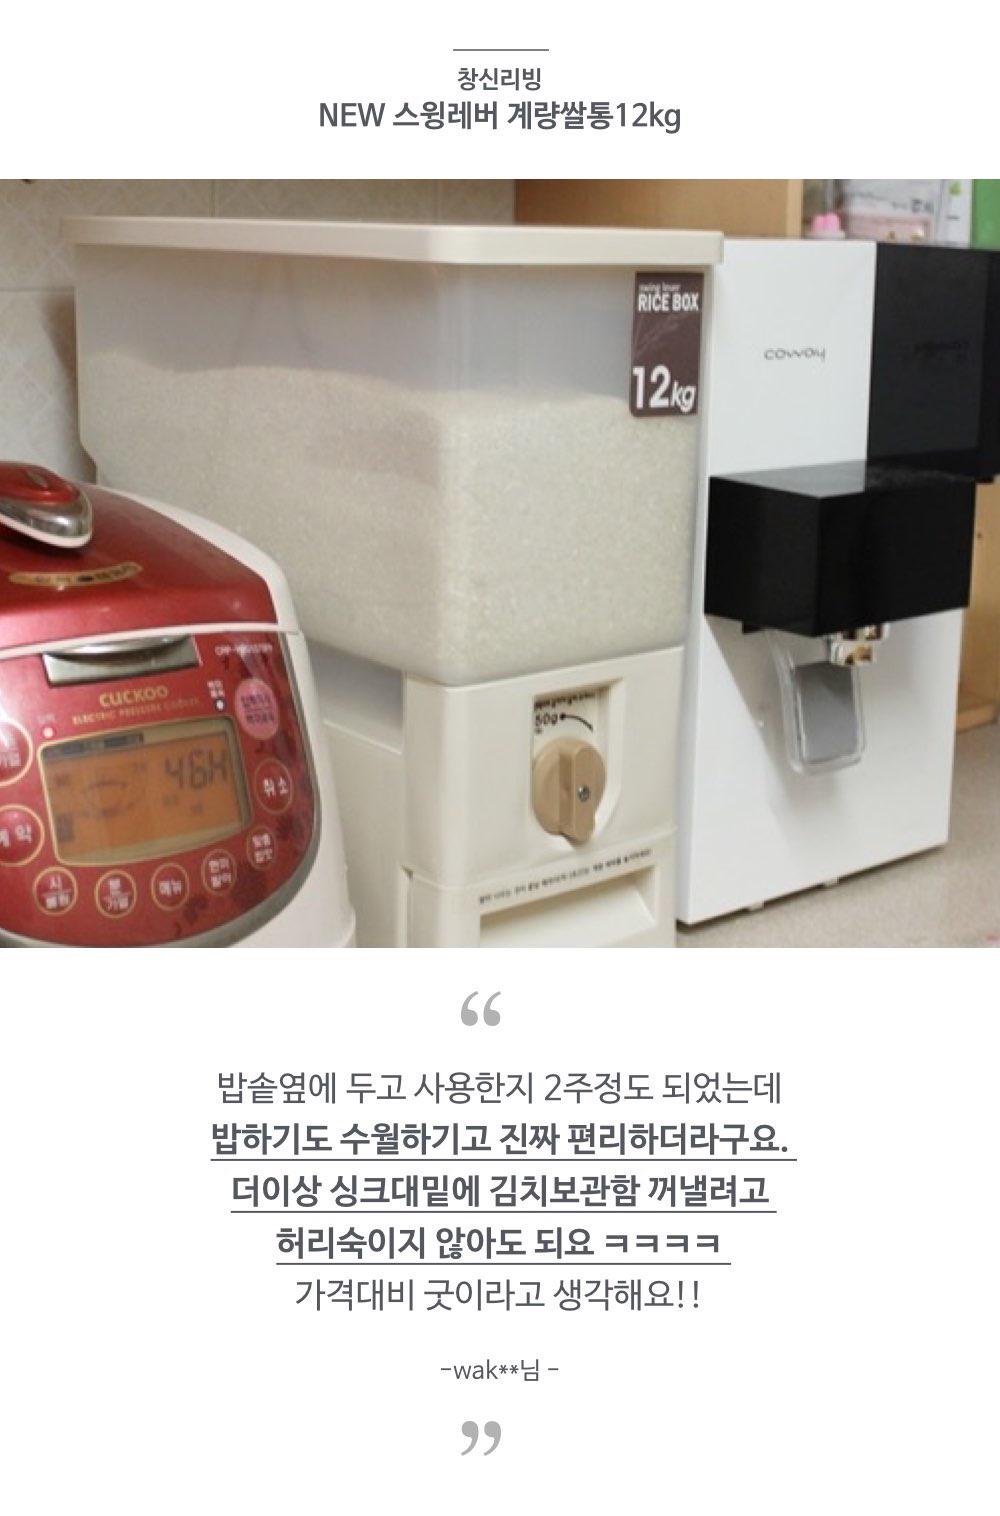 창신리빙
NEW 스윙레버 계량쌀통12kg
swing lever
RICE BOX
12kg
coway
CUCKOO
ELECTRIC PRESSURE COOKER
46H
취소
예약
메뉴
50g
“
밥솥옆에 두고 사용한지 2주정도 되었는데
밥하기도 수월하기고 진짜 편리하더라구요.
더이상 싱크대밑에 김치보관함 꺼낼려고
허리숙이지 않아도 되요 ㅋㅋㅋㅋ
가격대비 굿이라고 생각해요!!
-wak**님 -
”